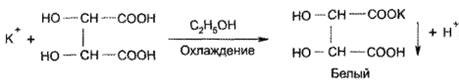 HO — CH — COOH C₂H₅OH HO — CH — COOK
K⁺ + → + H⁺
HO — CH — COOH Охлаждение HO — CH — COOH ↓
Белый